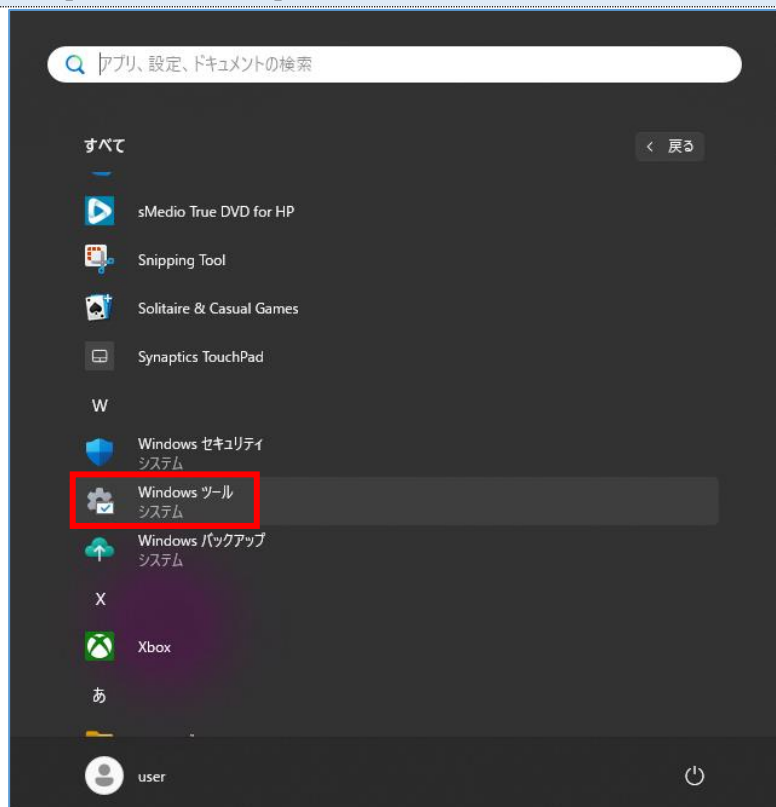 アプリ、設定、ドキュメントの検索
すべて
戻る
sMedio True DVD for HP
Snipping Tool
Solitaire & Casual Games
Synaptics TouchPad
W
Windows セキュリティ
システム
Windows ツール
システム
Windows バックアップ
システム
X
Xbox
あ
user